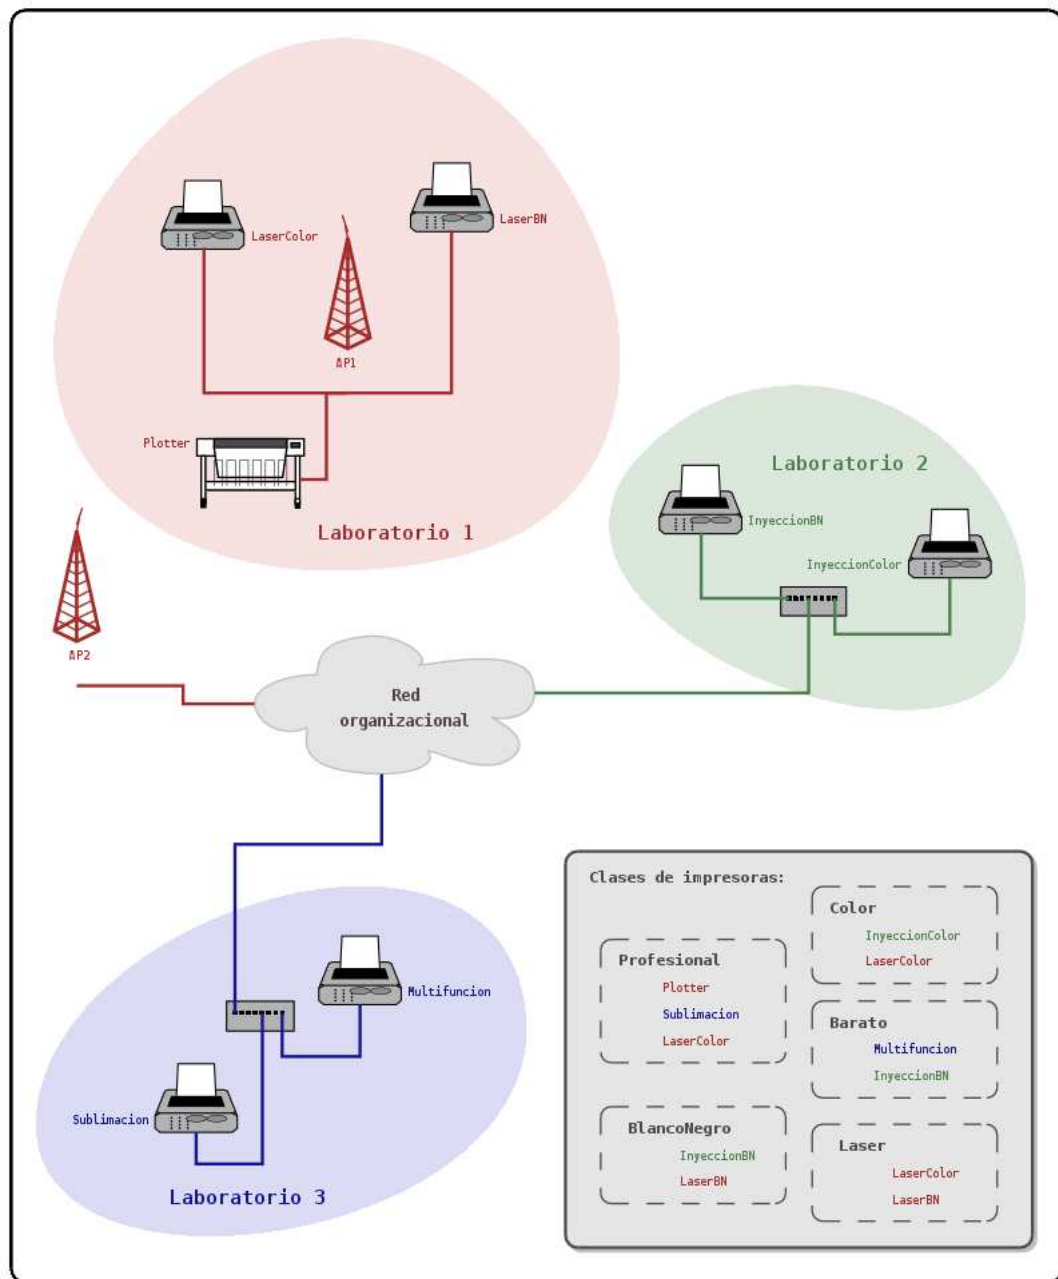 LaserColor
LaserBN
AP1
Plotter
Laboratorio 1
Laboratorio 2
InyeccionBN
InyeccionColor
AP2
Red
organizacional
Multifuncion
Sublimacion
Laboratorio 3
Clases de impresoras:
Profesional
Plotter
Sublimacion
LaserColor
BlancoNegro
InyeccionBN
LaserBN
Color
InyeccionColor
LaserColor
Barato
Multifuncion
InyeccionBN
Laser
LaserColor
LaserBN